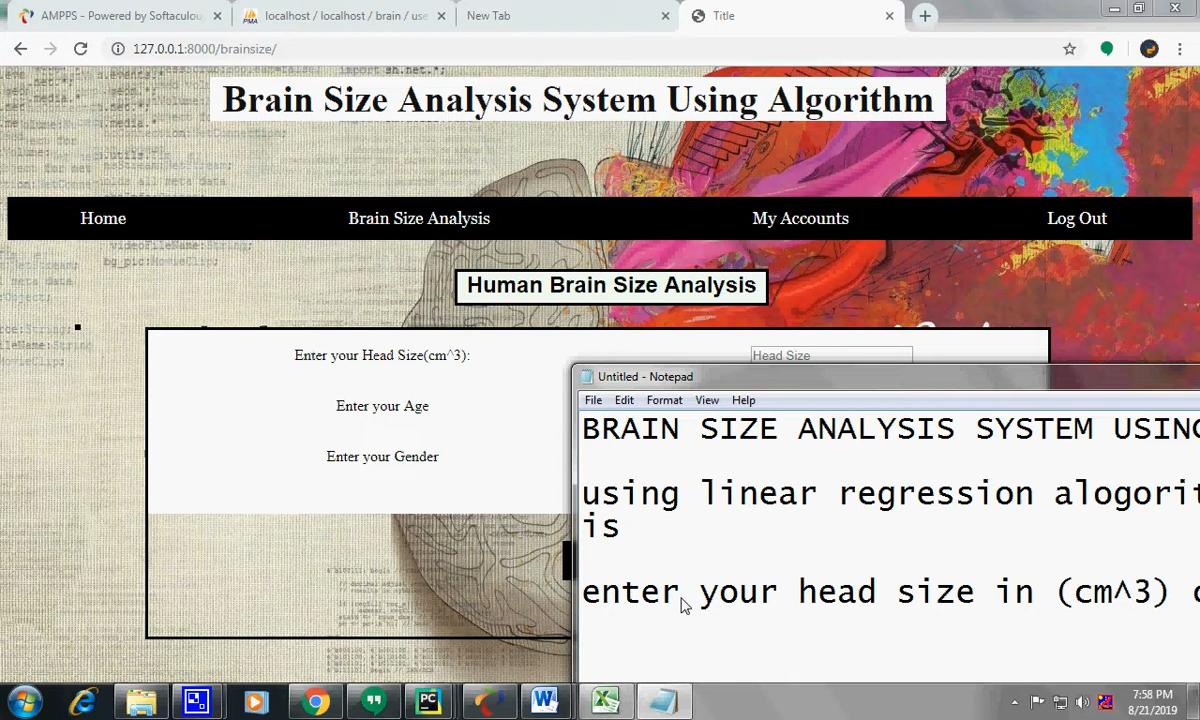 AMPPS - Powered by Softaculou
localhost / localhost / brain / use
New Tab
Title
127.0.0.1:8000/brainsize/
Brain Size Analysis System Using Algorithm
Home
Brain Size Analysis
My Accounts
Log Out
Human Brain Size Analysis
Enter your Head Size(cm^3):
Head Size
Enter your Age
Enter your Gender
Untitled - Notepad
File Edit Format View Help
BRAIN SIZE ANALYSIS SYSTEM USING
using linear regression alogorit
is
enter your head size in (cm^3)
7:58 PM
8/21/2019